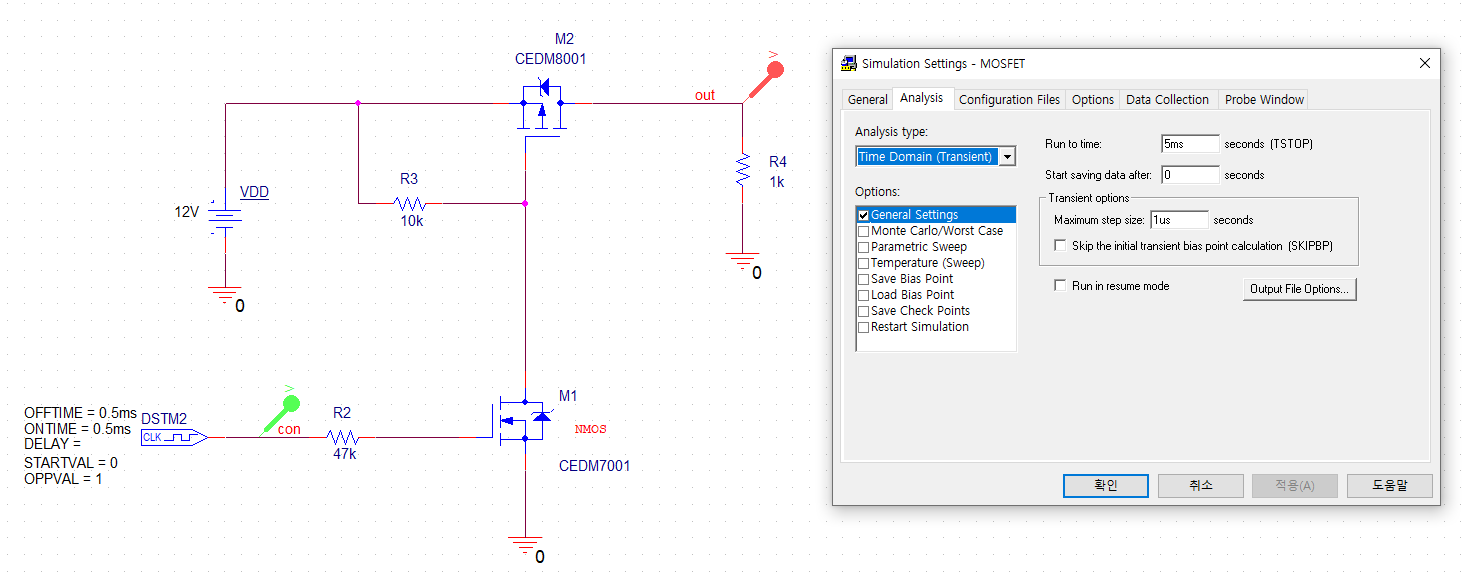 M2
CEDM8001
V
out
R4
1k
0
VDD
12V
0
R3
10k
OFFTIME = 0.5ms
ONTIME = 0.5ms
DELAY =
STARTVAL = 0
OPPVAL = 1
DSTM2
CLK
V
con
R2
47k
M1
NMOS
CEDM7001
0
Simulation Settings - MOSFET
General Analysis Configuration Files Options Data Collection Probe Window
Analysis type:
Time Domain (Transient)
Options:
General Settings
Monte Carlo/Worst Case
Parametric Sweep
Temperature (Sweep)
Save Bias Point
Load Bias Point
Save Check Points
Restart Simulation
Run to time: 5ms seconds (TSTOP)
Start saving data after: 0 seconds
Transient options
Maximum step size: 1us seconds
Skip the initial transient bias point calculation (SKIPBP)
Run in resume mode
Output File Options...
확인 취소 적용(A) 도움말